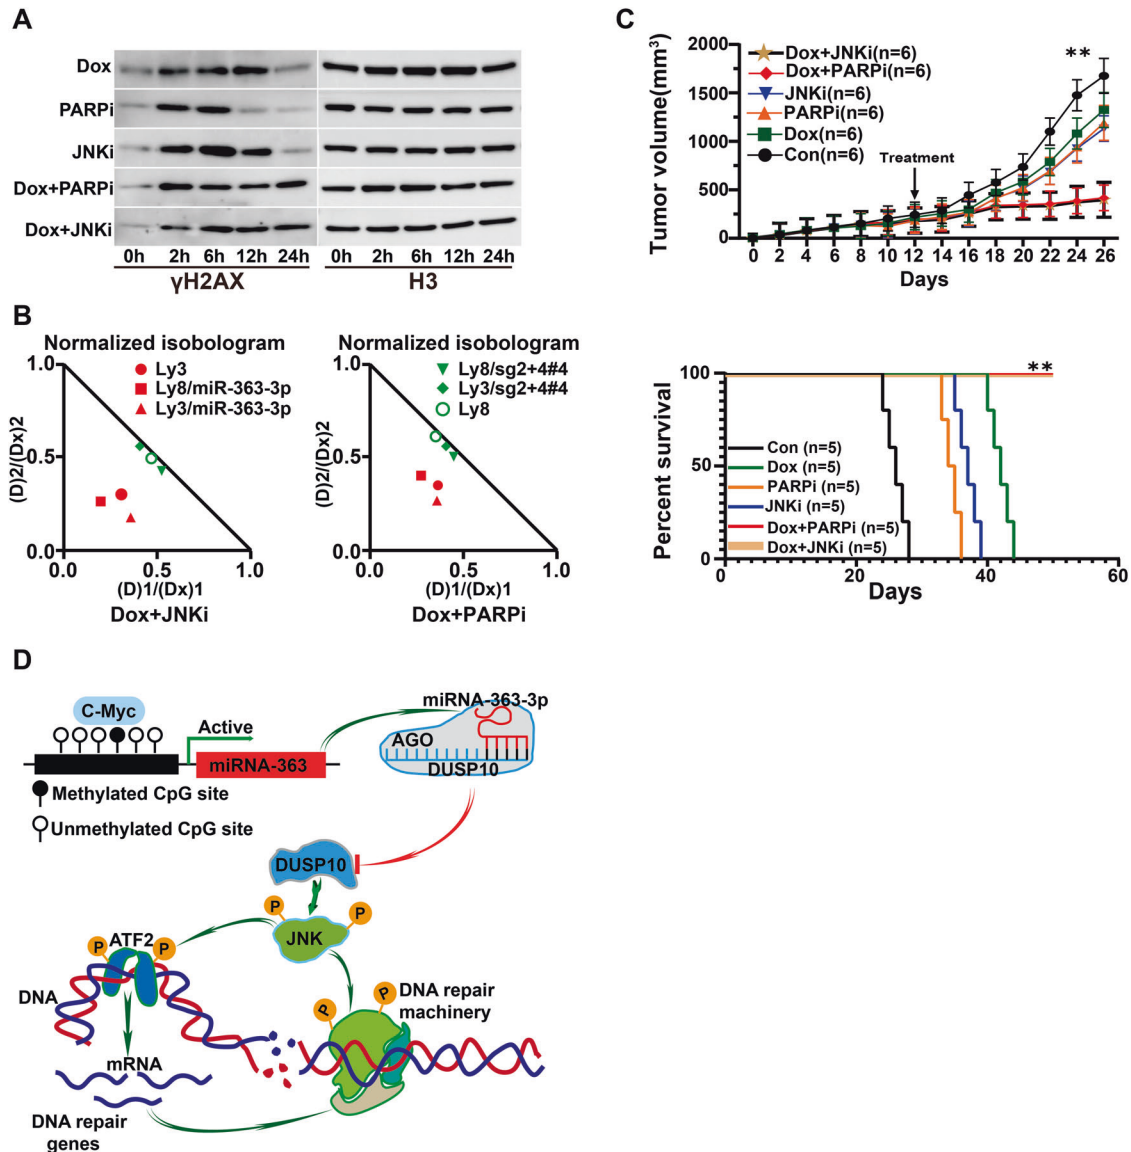 A
Dox
PARPi
JNKi
Dox+PARPi
Dox+JNKi
0h 2h 6h 12h 24h 0h 2h 6h 12h 24h
γH2AX H3
B
Normalized isobologram
1.0
0.5
0.0
(D)2/(Dx)2
Ly3
Ly8/miR-363-3p
Ly3/miR-363-3p
0.0 0.5 1.0
(D)1/(Dx)1
Dox+JNKi
Normalized isobologram
1.0
0.5
0.0
(D)2/(Dx)2
Ly8/sg2+4#4
Ly3/sg2+4#4
Ly8
0.0 0.5 1.0
(D)1/(Dx)1
Dox+PARPi
C
Tumor volume(mm³)
2000
1500
1000
500
0
Dox+JNKi(n=6)
Dox+PARPi(n=6)
JNKi(n=6)
PARPi(n=6)
Dox(n=6)
Con(n=6)
Treatment
**
0 2 4 6 8 10 12 14 16 18 20 22 24 26
Days
Percent survival
100
50
0
**
Con (n=5)
Dox (n=5)
PARPi (n=5)
JNKi (n=5)
Dox+PARPi (n=5)
Dox+JNKi (n=5)
0 20 40 60
Days
D
C-Myc
Active
miRNA-363
Methylated CpG site
Unmethylated CpG site
miRNA-363-3p
AGO
DUSP10
DUSP10
P P
JNK
P ATF2 P
DNA
mRNA
DNA repair
genes
P P
DNA repair
machinery